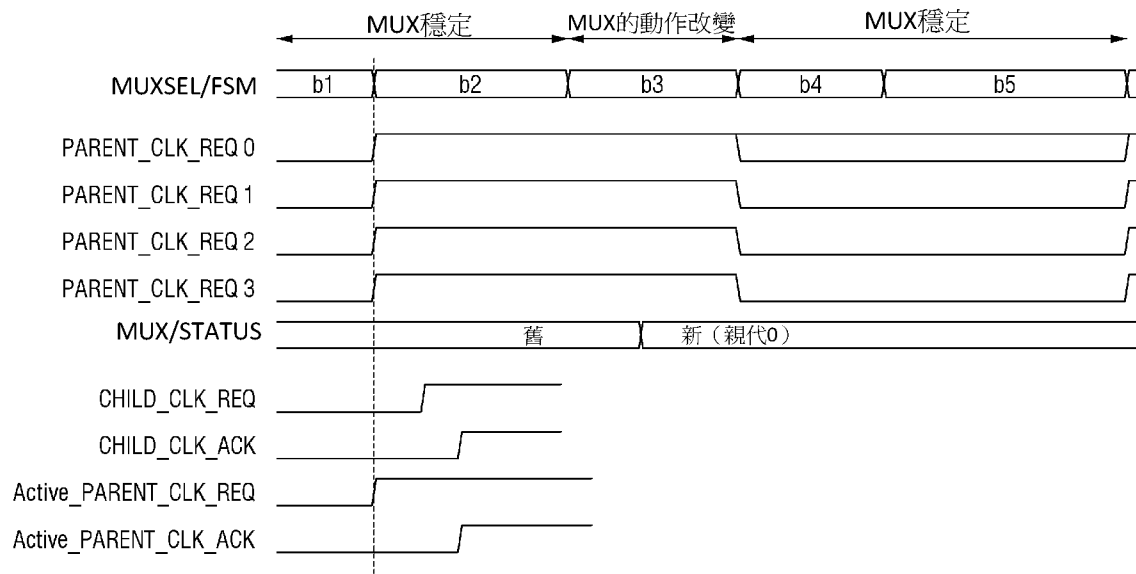 MUX穩定 MUX的動作改變 MUX穩定
MUXSEL/FSM b1 b2 b3 b4 b5
PARENT_CLK_REQ 0
PARENT_CLK_REQ 1
PARENT_CLK_REQ 2
PARENT_CLK_REQ 3
MUX/STATUS 舊 新（親代0）
CHILD_CLK_REQ
CHILD_CLK_ACK
Active_PARENT_CLK_REQ
Active_PARENT_CLK_ACK